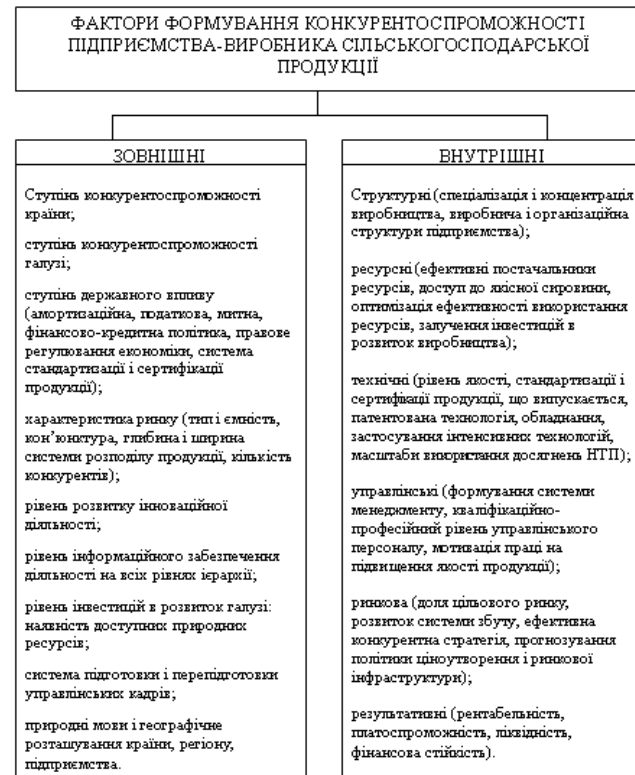 ФАКТОРИ ФОРМУВАННЯ КОНКУРЕНТОСПРОМОЖНОСТІ
ПІДПРИЄМСТВА-ВИРОБНИКА СІЛЬСЬКОГОСПОДАРСЬКОЇ
ПРОДУКЦІЇ
ЗОВНІШНІ
Ступінь конкурентоспроможності
країни;
ступінь конкурентоспроможності
галузі;
ступінь державного впливу
(амортизаційна, податкова, митна,
фінансово-кредитна політика, правове
регулювання економіки, система
стандартизації і сертифікації
продукції);
характеристика ринку (тип і ємність,
кон’юнктура, глибина і ширина
системи розподілу продукції, кількість
конкурентів);
рівень розвитку інноваційної
діяльності;
рівень інформаційного забезпечення
діяльності на всіх рівнях ієрархії;
рівень інвестицій в розвиток галузі:
наявність доступних природних
ресурсів;
система підготовки і перепідготовки
управлінських кадрів;
природні мови і географічне
розташування країни, регіону,
підприємства.
ВНУТРІШНІ
Структурні (спеціалізація і концентрація
виробництва, виробнича і організаційна
структури підприємства);
ресурсні (ефективні постачальники
ресурсів, доступ до якісної сировини,
оптимізація ефективності використання
ресурсів, залучення інвестицій в
розвиток виробництва);
технічні (рівень якості, стандартизації і
сертифікації продукції, що випускається,
патентована технологія, обладнання,
застосування інтенсивних технологій,
масштаби використання досягнень НТП);
управлінські (формування системи
менеджменту, кваліфікаційно-
професійний рівень управлінського
персоналу, мотивація праці на
підвищення якості продукції);
ринкова (доля цільового ринку,
розвиток системи збуту, ефективна
конкурентна стратегія, прогнозування
політики ціноутворення і ринкової
інфраструктури);
результативні (рентабельність,
платоспроможність, ліквідність,
фінансова стійкість).